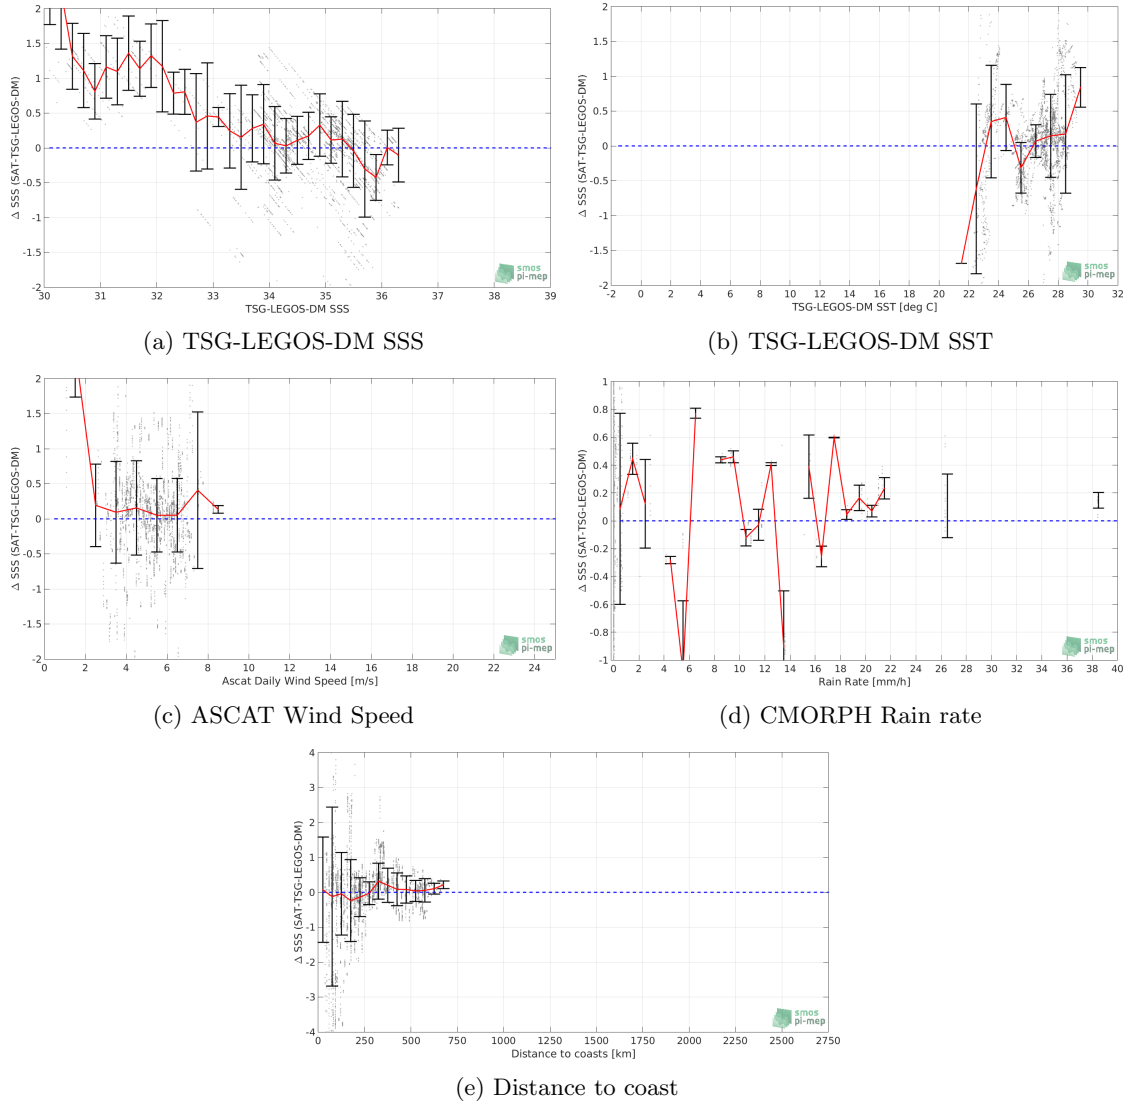 Δ SSS (SAT-TSG-LEGOS-DM)
2
1.5
1
0.5
0
-0.5
-1
-1.5
-2
30 31 32 33 34 35 36 37 38 39
TSG-LEGOS-DM SSS
smos
pi-mep
(a) TSG-LEGOS-DM SSS
Δ SSS (SAT-TSG-LEGOS-DM)
2
1.5
1
0.5
0
-0.5
-1
-1.5
-2
-2 0 2 4 6 8 10 12 14 16 18 20 22 24 26 28 30 32
TSG-LEGOS-DM SST [deg C]
smos
pi-mep
(b) TSG-LEGOS-DM SST
Δ SSS (SAT-TSG-LEGOS-DM)
2
1.5
1
0.5
0
-0.5
-1
-1.5
-2
0 2 4 6 8 10 12 14 16 18 20 22 24
Ascat Daily Wind Speed [m/s]
smos
pi-mep
(c) ASCAT Wind Speed
Δ SSS (SAT-TSG-LEGOS-DM)
1
0.8
0.6
0.4
0.2
0
-0.2
-0.4
-0.6
-0.8
-1
0 2 4 6 8 10 12 14 16 18 20 22 24 26 28 30 32 34 36 38 40
Rain Rate [mm/h]
smos
pi-mep
(d) CMORPH Rain rate
Δ SSS (SAT-TSG-LEGOS-DM)
4
3
2
1
0
-1
-2
-3
-4
0 250 500 750 1000 1250 1500 1750 2000 2250 2500 2750
Distance to coasts [km]
smos
pi-mep
(e) Distance to coast